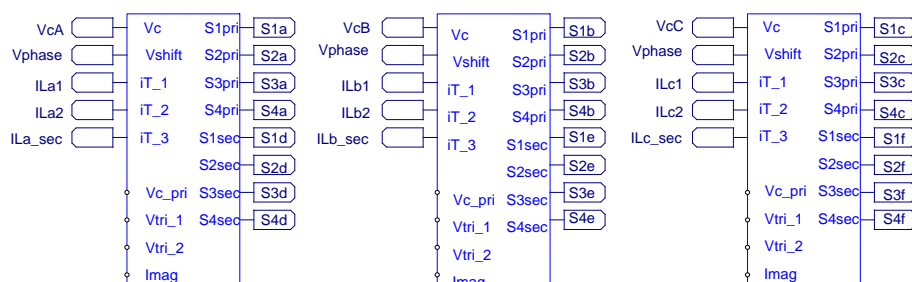 VcA Vc S1pri S1a
Vphase Vshift S2pri S2a
ILa1 iT_1 S3pri S3a
ILa2 iT_2 S4pri S4a
ILa_sec iT_3 S1sec S1d
S2sec S2d
Vc_pri S3sec S3d
Vtri_1 S4sec S4d
Vtri_2
Imag
VcB Vc S1pri S1b
Vphase Vshift S2pri S2b
ILb1 iT_1 S3pri S3b
ILb2 iT_2 S4pri S4b
ILb_sec iT_3 S1sec S1e
S2sec S2e
Vc_pri S3sec S3e
Vtri_1 S4sec S4e
Vtri_2
Imag
VcC Vc S1pri S1c
Vphase Vshift S2pri S2c
ILc1 iT_1 S3pri S3c
ILc2 iT_2 S4pri S4c
ILc_sec iT_3 S1sec S1f
S2sec S2f
Vc_pri S3sec S3f
Vtri_1 S4sec S4f
Vtri_2
Imag